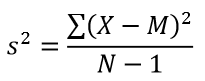 s² = ∑(X − M)² / N − 1